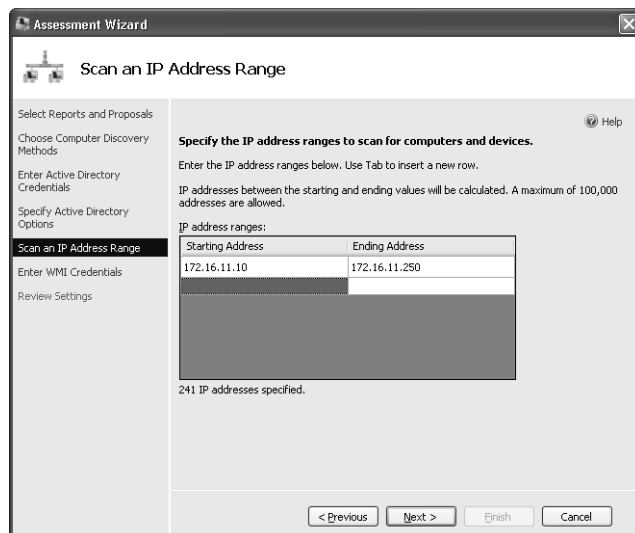 Assessment Wizard
Scan an IP Address Range
Select Reports and Proposals
Choose Computer Discovery
Methods
Enter Active Directory
Credentials
Specify Active Directory
Options
Scan an IP Address Range
Enter WMI Credentials
Review Settings
Help
Specify the IP address ranges to scan for computers and devices.
Enter the IP address ranges below. Use Tab to insert a new row.
IP addresses between the starting and ending values will be calculated. A maximum of 100,000
addresses are allowed.
IP address ranges:
Starting Address Ending Address
172.16.11.10 172.16.11.250
241 IP addresses specified.
< Previous Next > Finish Cancel